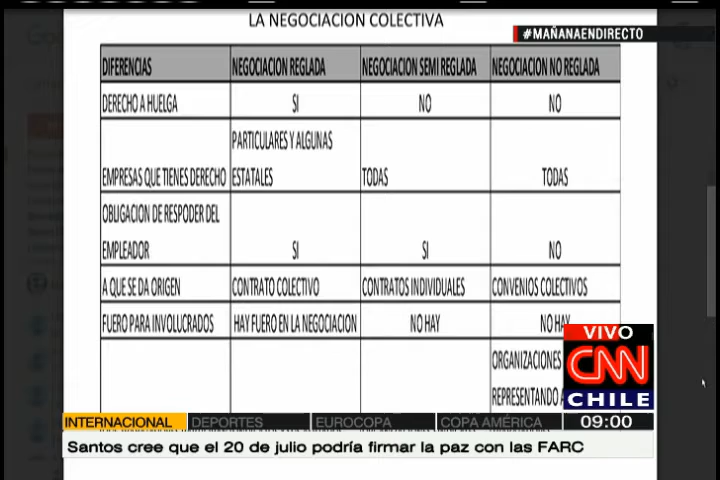 LA NEGOCIACION COLECTIVA
#MAÑANAENDIRECTO
DIFERENCIAS NEGOCIACION REGLADA NEGOCIACION SEMI REGLADA NEGOCIACION NO REGLADA
DERECHO A HUELGA SI NO NO
PARTICULARES Y ALGUNAS
EMPRESAS QUE TIENES DERECHO ESTATALES TODAS TODAS
OBLIGACION DE RESPODER DEL
EMPLEADOR SI SI NO
A QUE SE DA ORIGEN CONTRATO COLECTIVO CONTRATOS INDIVIDUALES CONVENIOS COLECTIVOS
FUERO PARA INVOLUCRADOS HAY FUERO EN LA NEGOCIACION NO HAY NO HAY
ORGANIZACIONES
REPRESENTANDO
VIVO
CNN
CHILE
INTERNACIONAL DEPORTES EUROCOPA COPA AMÉRICA 09:00
Santos cree que el 20 de julio podría firmar la paz con las FARC